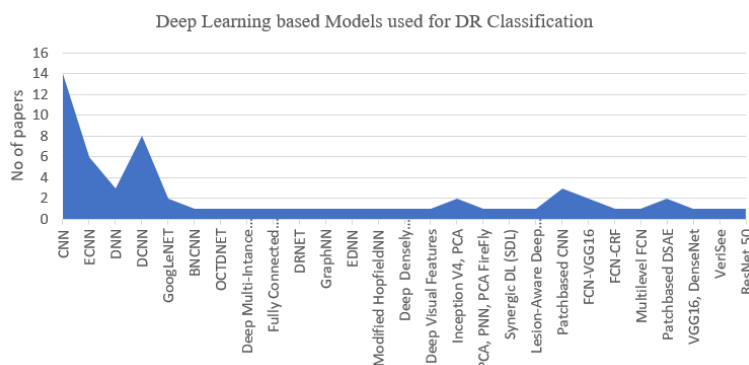 Deep Learning based Models used for DR Classification
No of papers
16
14
12
10
8
6
4
2
0
CNN
ECNN
DNN
DCNN
GoogLeNET
BNCNN
OCTDNET
Deep Multi-Intance...
Fully Connected...
DRNET
GraphNN
EDNN
Modified HopfieldNN
Deep Densely...
Deep Visual Features
Inception V4, PCA
PCA, PNN, PCA FireFly
Synergic DL (SDL)
Lesion-Aware Deep...
Patchbased CNN
FCN-VGG16
FCN-CRF
Multilevel FCN
Patchbased DSAE
VGG16, DenseNet
VeriSee
ResNet 50